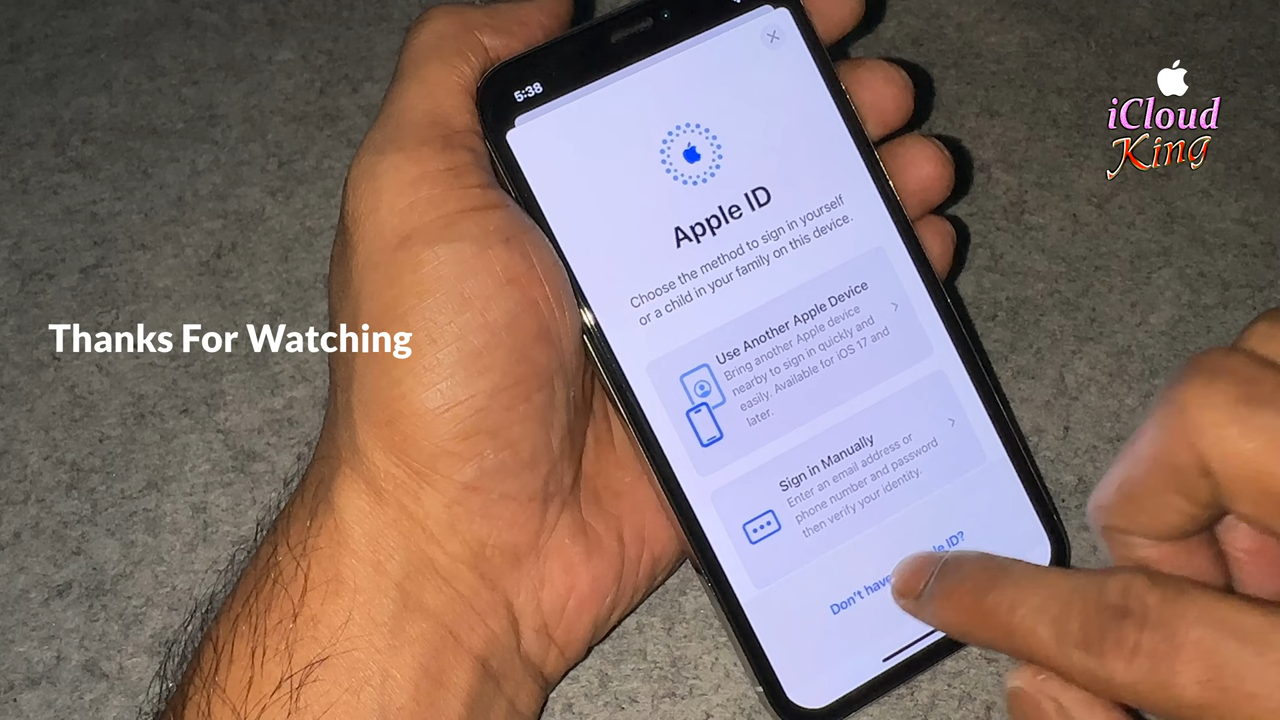 5:38
Apple ID
Choose the method to sign in yourself
or a child in your family on this device.
Use Another Apple Device
Bring another Apple device
nearby to sign in quickly and
easily. Available for iOS 17 and
later.
Sign in Manually
Enter an email address or
phone number and password
then verify your identity.
Don't have ID?
iCloud
King
Thanks For Watching